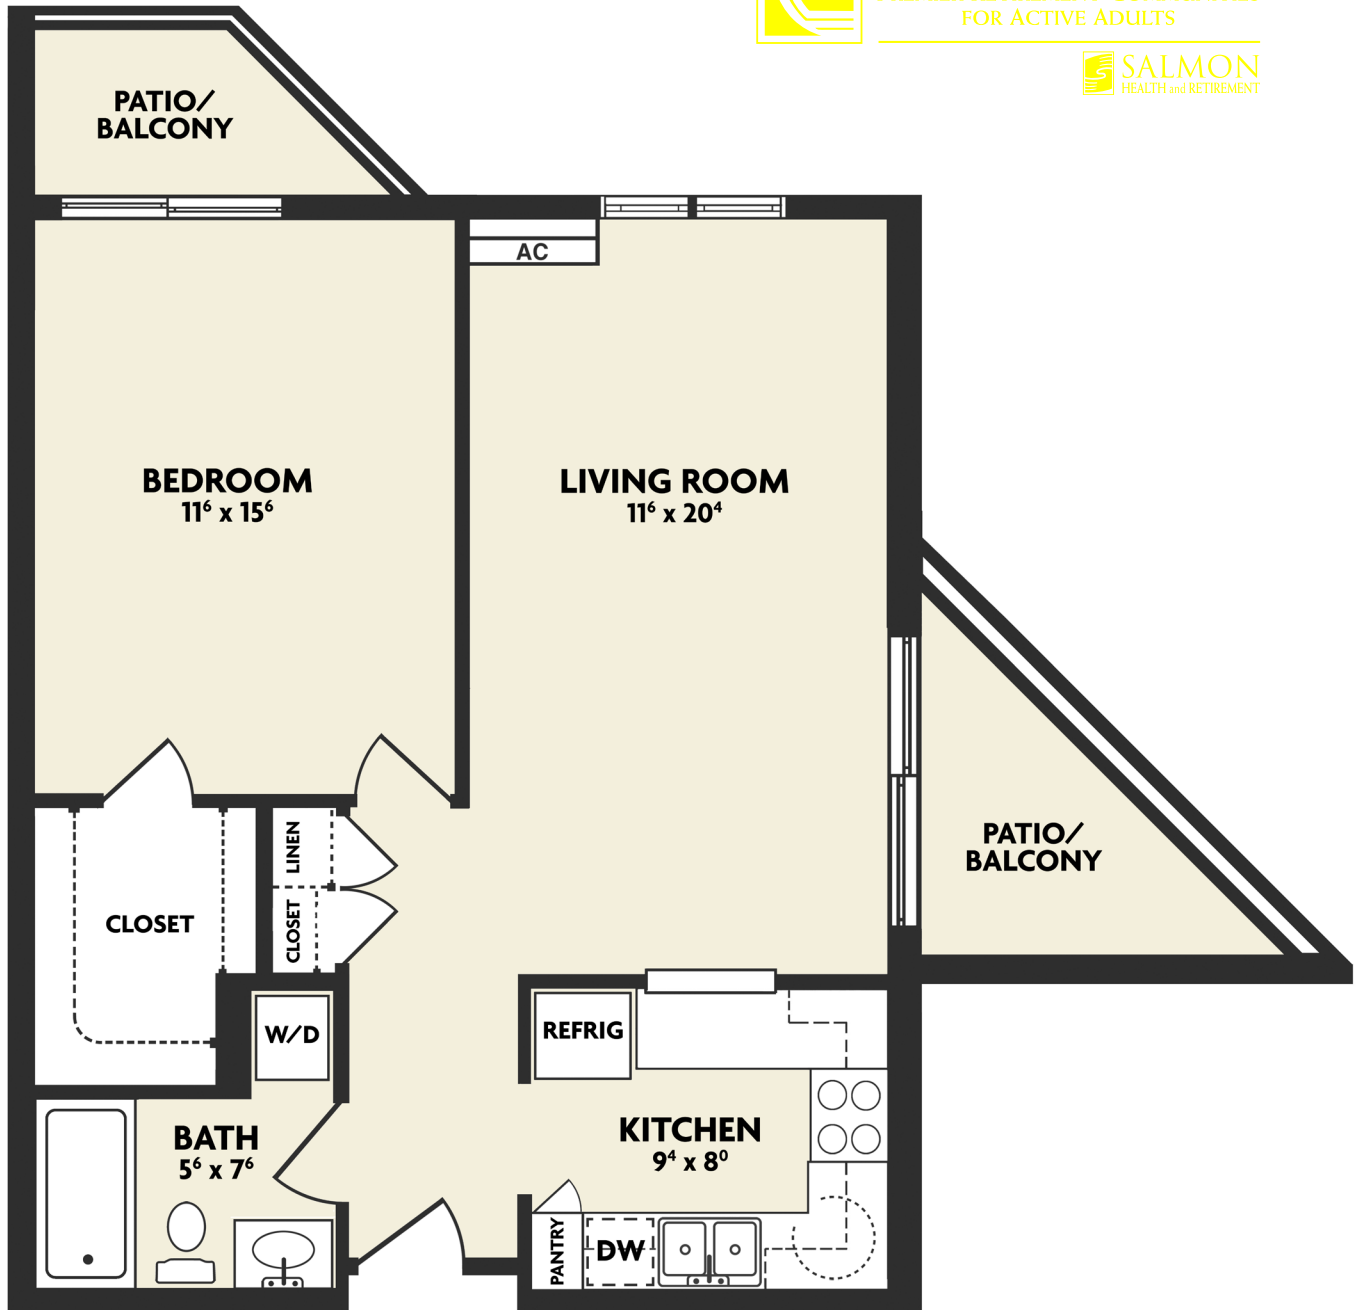 FOR ACTIVE ADULTS
SALMON
HEALTH and RETIREMENT
PATIO/
BALCONY
AC
BEDROOM
11⁶ x 15⁶
LIVING ROOM
11⁶ x 20⁴
PATIO/
BALCONY
LINEN
CLOSET
CLOSET
W/D
REFRIG
BATH
5⁶ x 7⁶
KITCHEN
9⁴ x 8⁰
PANTRY
DW